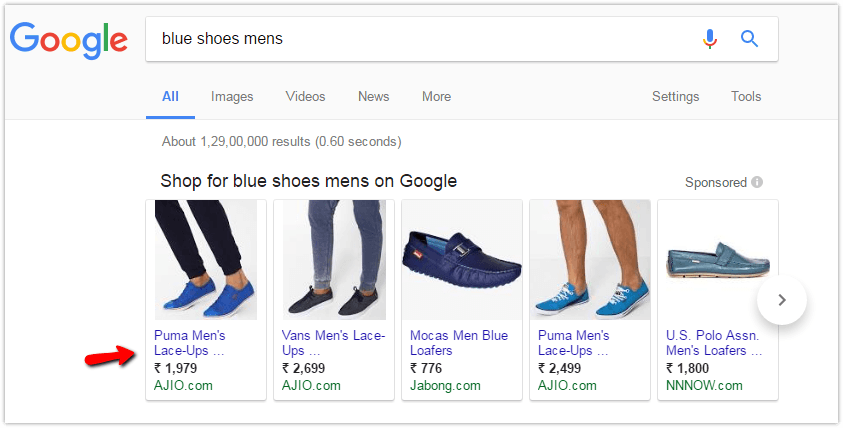 Google
blue shoes mens
All Images Videos News More Settings Tools
About 1,29,00,000 results (0.60 seconds)
Shop for blue shoes mens on Google
Sponsored
Puma Men's
Lace-Ups ...
₹ 1,979
AJIO.com
Vans Men's Lace-
Ups ...
₹ 2,699
AJIO.com
Mocas Men Blue
Loafers
₹ 776
Jabong.com
Puma Men's
Lace-Ups ...
₹ 2,499
AJIO.com
U.S. Polo Assn.
Men's Loafers ...
₹ 1,800
NNNOW.com